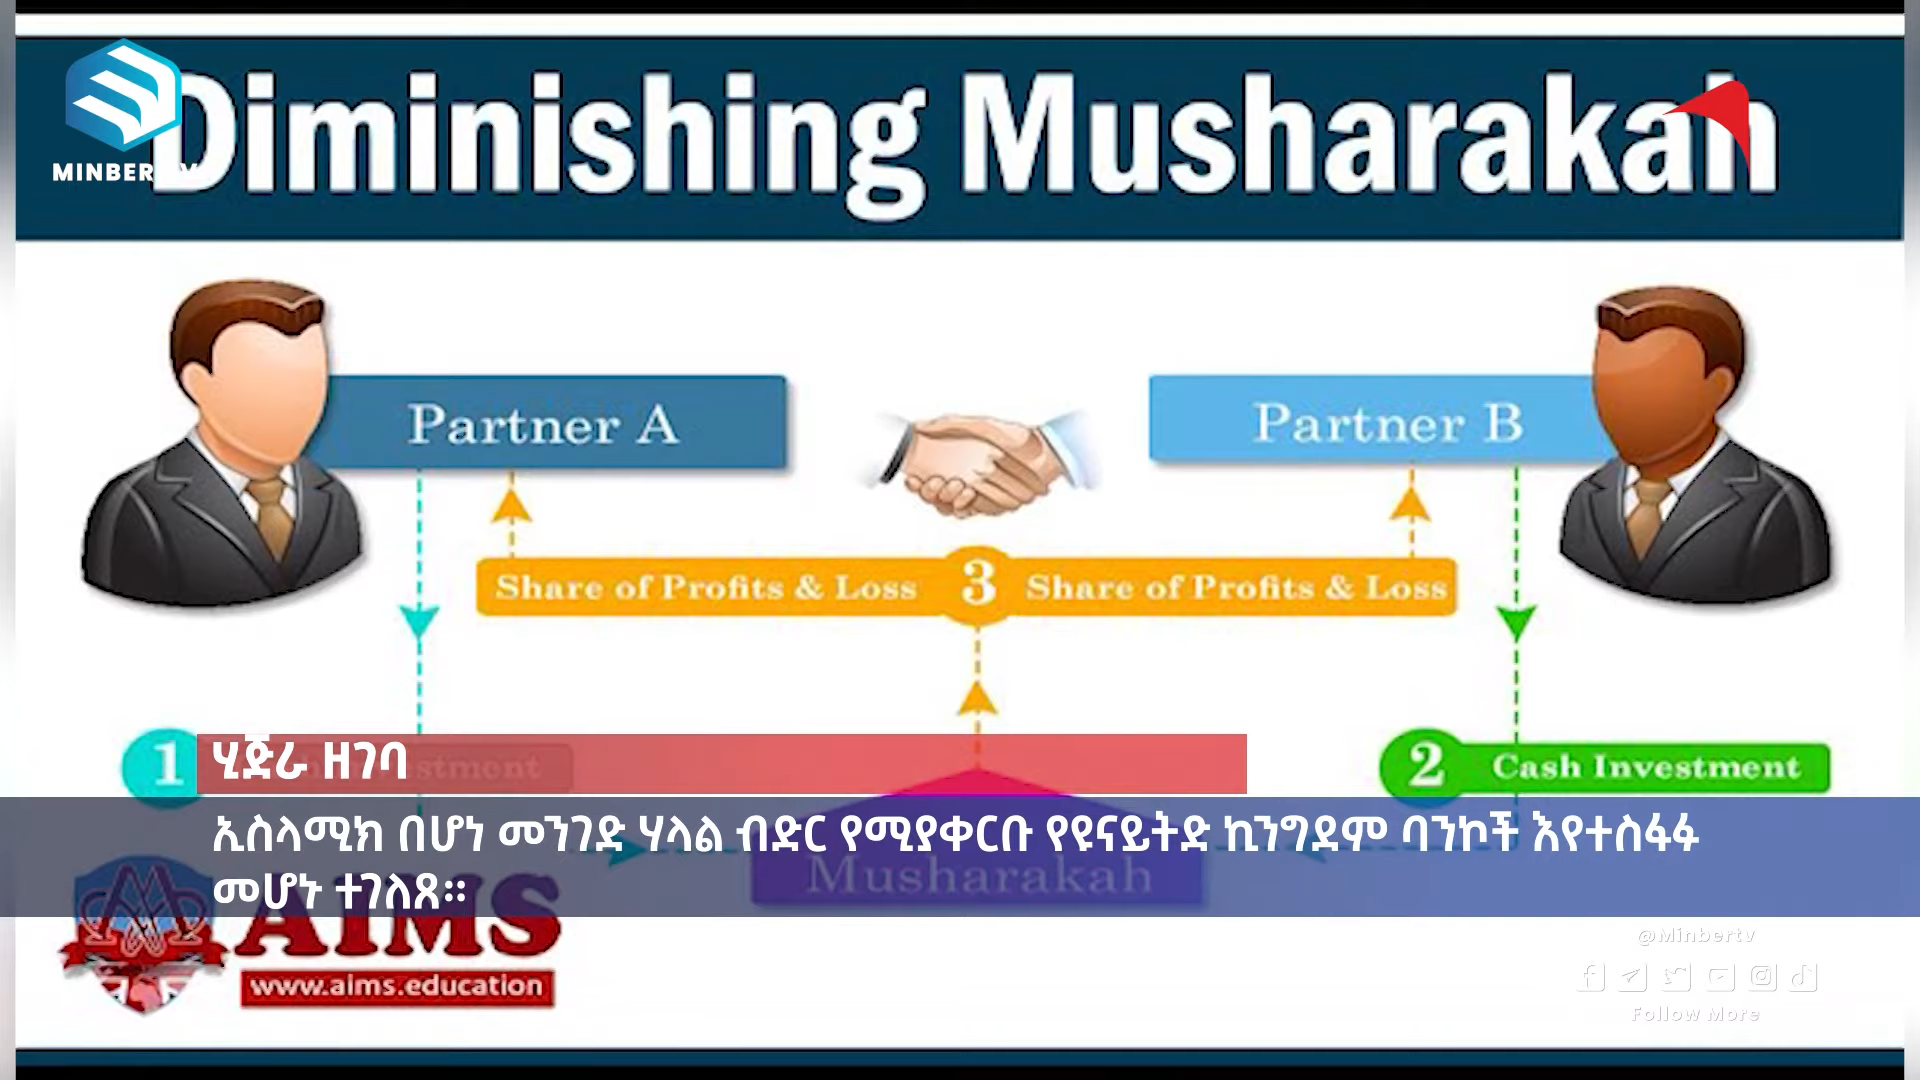 Diminishing Musharakah
MINBER TV
Partner A
Partner B
Share of Profits & Loss 3 Share of Profits & Loss
1
2 Cash Investment
ሂጅራ ዘገባ
ኢስላሚክ በሆነ መንገድ ሃላል ብድር የሚያቀርቡ የዩናይትድ ኪንግደም ባንኮች እየተስፋፉ
መሆኑ ተገለጸ።
Musharakah
AIMS
www.aims.education
@Minbertv
Follow More